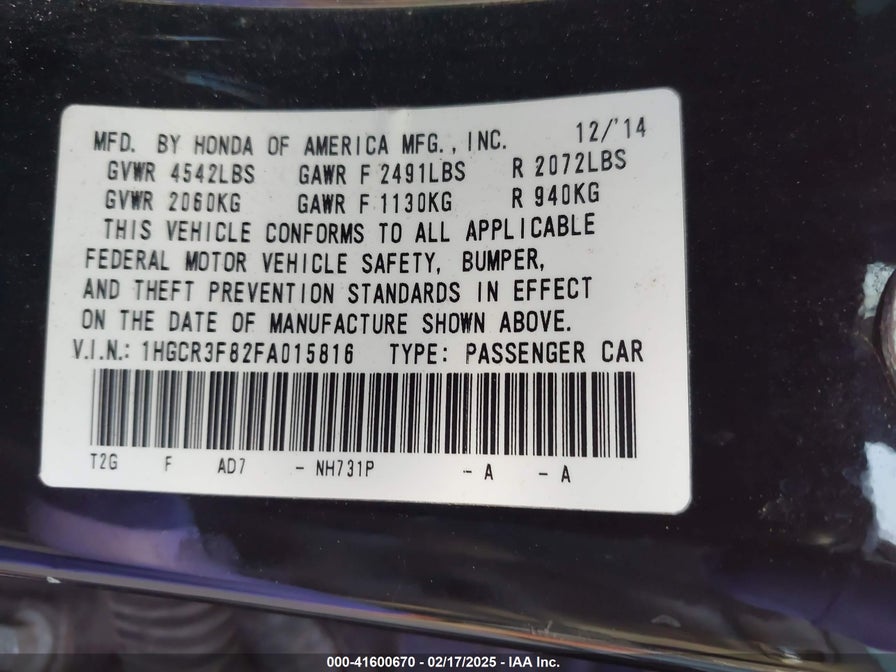 MFD. BY HONDA OF AMERICA MFG., INC. 12/'14
GVWR 4542LBS GAWR F 2491LBS R 2072LBS
GVWR 2060KG GAWR F 1130KG R 940KG
THIS VEHICLE CONFORMS TO ALL APPLICABLE
FEDERAL MOTOR VEHICLE SAFETY, BUMPER,
AND THEFT PREVENTION STANDARDS IN EFFECT
ON THE DATE OF MANUFACTURE SHOWN ABOVE.
V.I.N.: 1HGCR3F82FA015816 TYPE: PASSENGER CAR
T2G F AD7 - NH731P - A - A
000-41600670 - 02/17/2025 - IAA Inc.